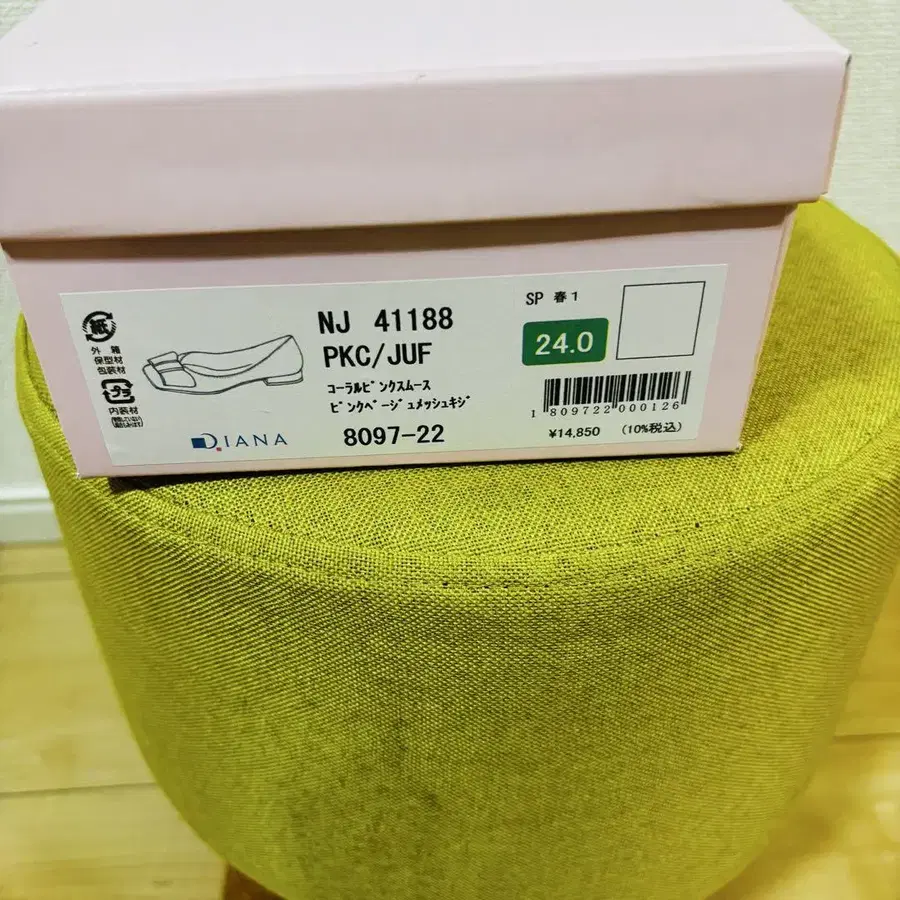 紙
外 箱
保型材
包装材
プラ
内装材
DIANA
NJ 41188
PKC/JUF
コーラルピンクスムース
ピンクベージュメッシュキジ
8097-22
SP 春1
24.0
1 809722 000126
¥14,850 (10%税込)